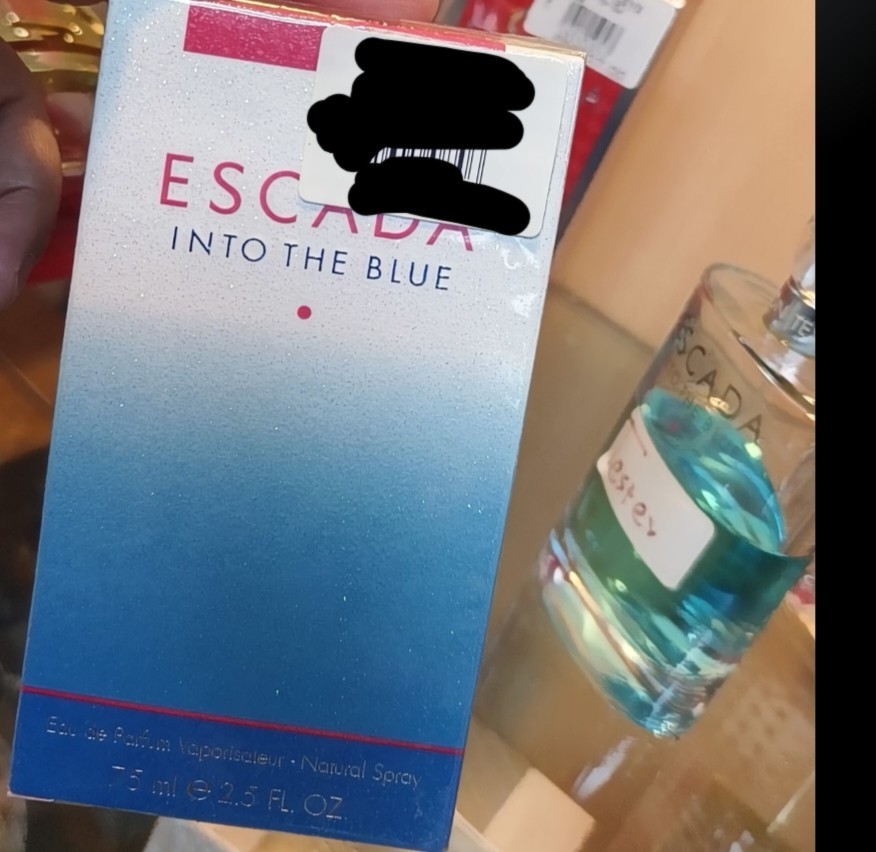 ESCADA
INTO THE BLUE
Eau de Parfum Vaporisateur • Natural Spray
75 ml ℮ 2.5 FL. OZ.
ESCADA
tester